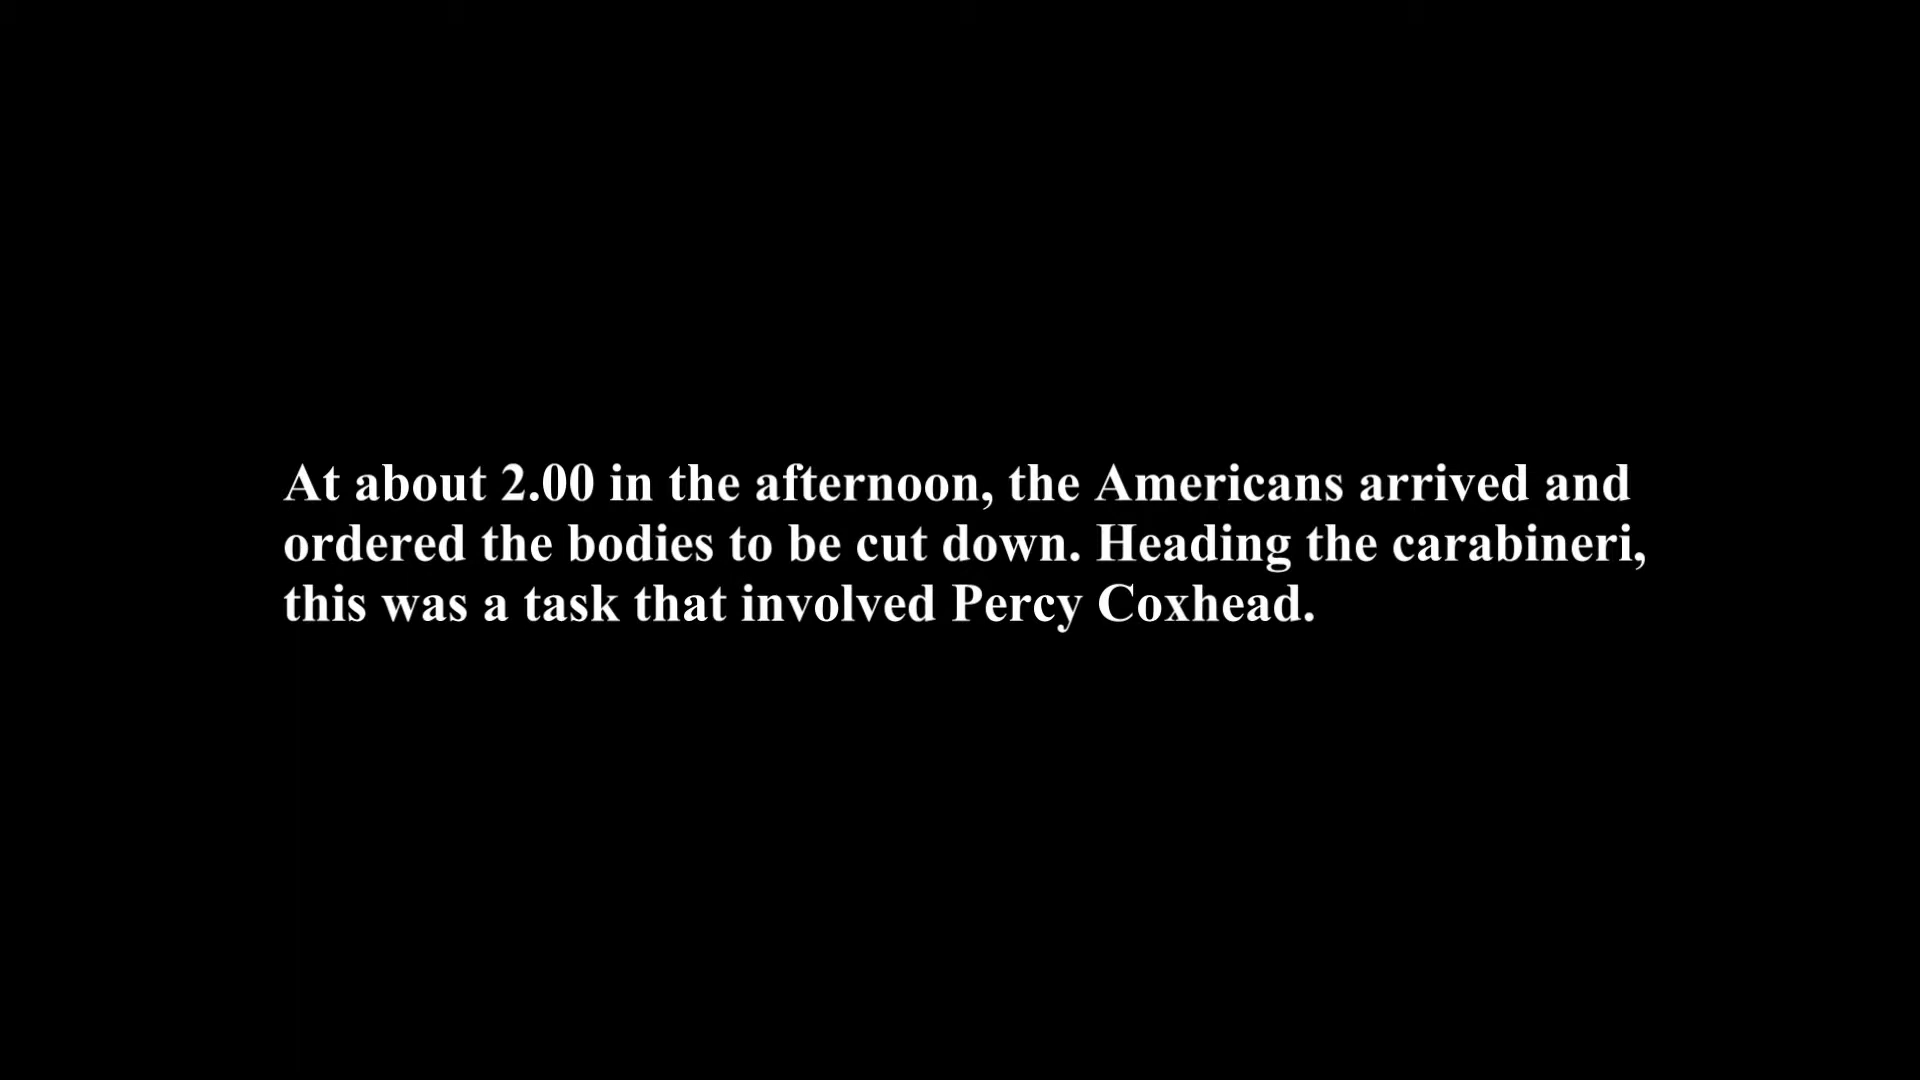 At about 2.00 in the afternoon, the Americans arrived and
ordered the bodies to be cut down. Heading the carabineri,
this was a task that involved Percy Coxhead.